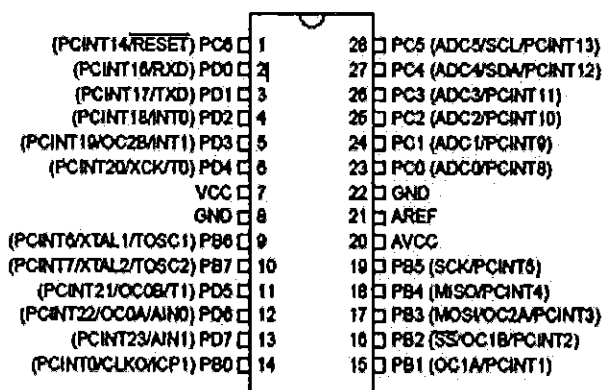 (PCINT14/RESET) PC6 1 28 PC5 (ADC5/SCL/PCINT13)
(PCINT16/RXD) PD0 2 27 PC4 (ADC4/SDA/PCINT12)
(PCINT17/TXD) PD1 3 26 PC3 (ADC3/PCINT11)
(PCINT18/INT0) PD2 4 25 PC2 (ADC2/PCINT10)
(PCINT19/OC2B/INT1) PD3 5 24 PC1 (ADC1/PCINT9)
(PCINT20/XCK/T0) PD4 6 23 PC0 (ADC0/PCINT8)
VCC 7 22 GND
GND 8 21 AREF
(PCINT6/XTAL1/TOSC1) PB6 9 20 AVCC
(PCINT7/XTAL2/TOSC2) PB7 10 19 PB5 (SCK/PCINT5)
(PCINT21/OC0B/T1) PD5 11 18 PB4 (MISO/PCINT4)
(PCINT22/OC0A/AIN0) PD6 12 17 PB3 (MOSI/OC2A/PCINT3)
(PCINT23/AIN1) PD7 13 16 PB2 (SS/OC1B/PCINT2)
(PCINT0/CLKO/ICP1) PB0 14 15 PB1 (OC1A/PCINT1)